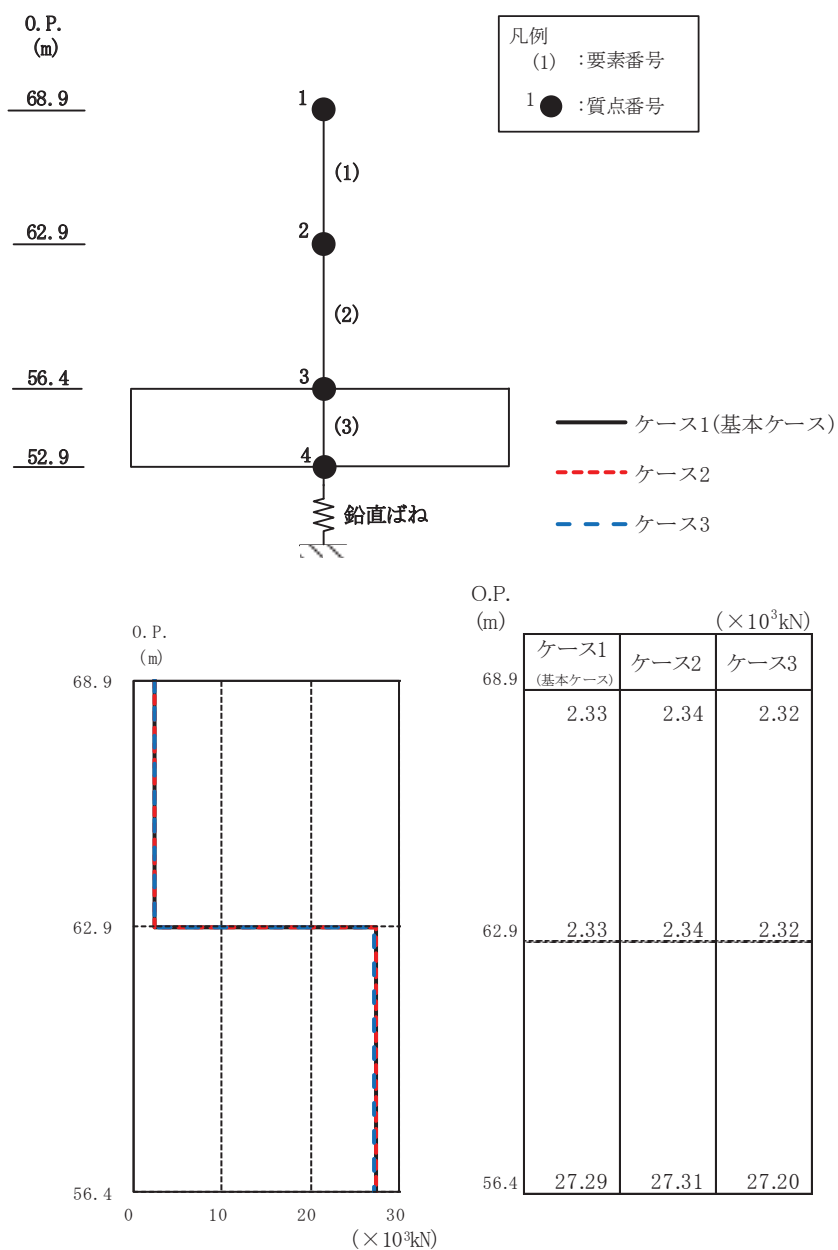 O.P.
(m)
68.9
62.9
56.4
52.9
1
(1)
2
(2)
3
(3)
4
鉛直ばね
凡例
(1) :要素番号
1 :質点番号
ケース1(基本ケース)
ケース2
ケース3
O.P.
(m)
68.9
62.9
56.4
0 10 20 30
(×10³kN)
O.P.
(m) (×10³kN)
ケース1 (基本ケース) ケース2 ケース3
68.9
2.33 2.34 2.32
62.9 2.33 2.34 2.32
56.4 27.29 27.31 27.20